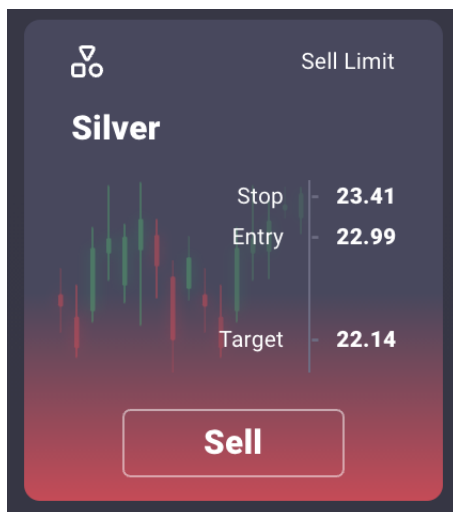 Sell Limit
Silver
Stop 23.41
Entry 22.99
Target 22.14
Sell